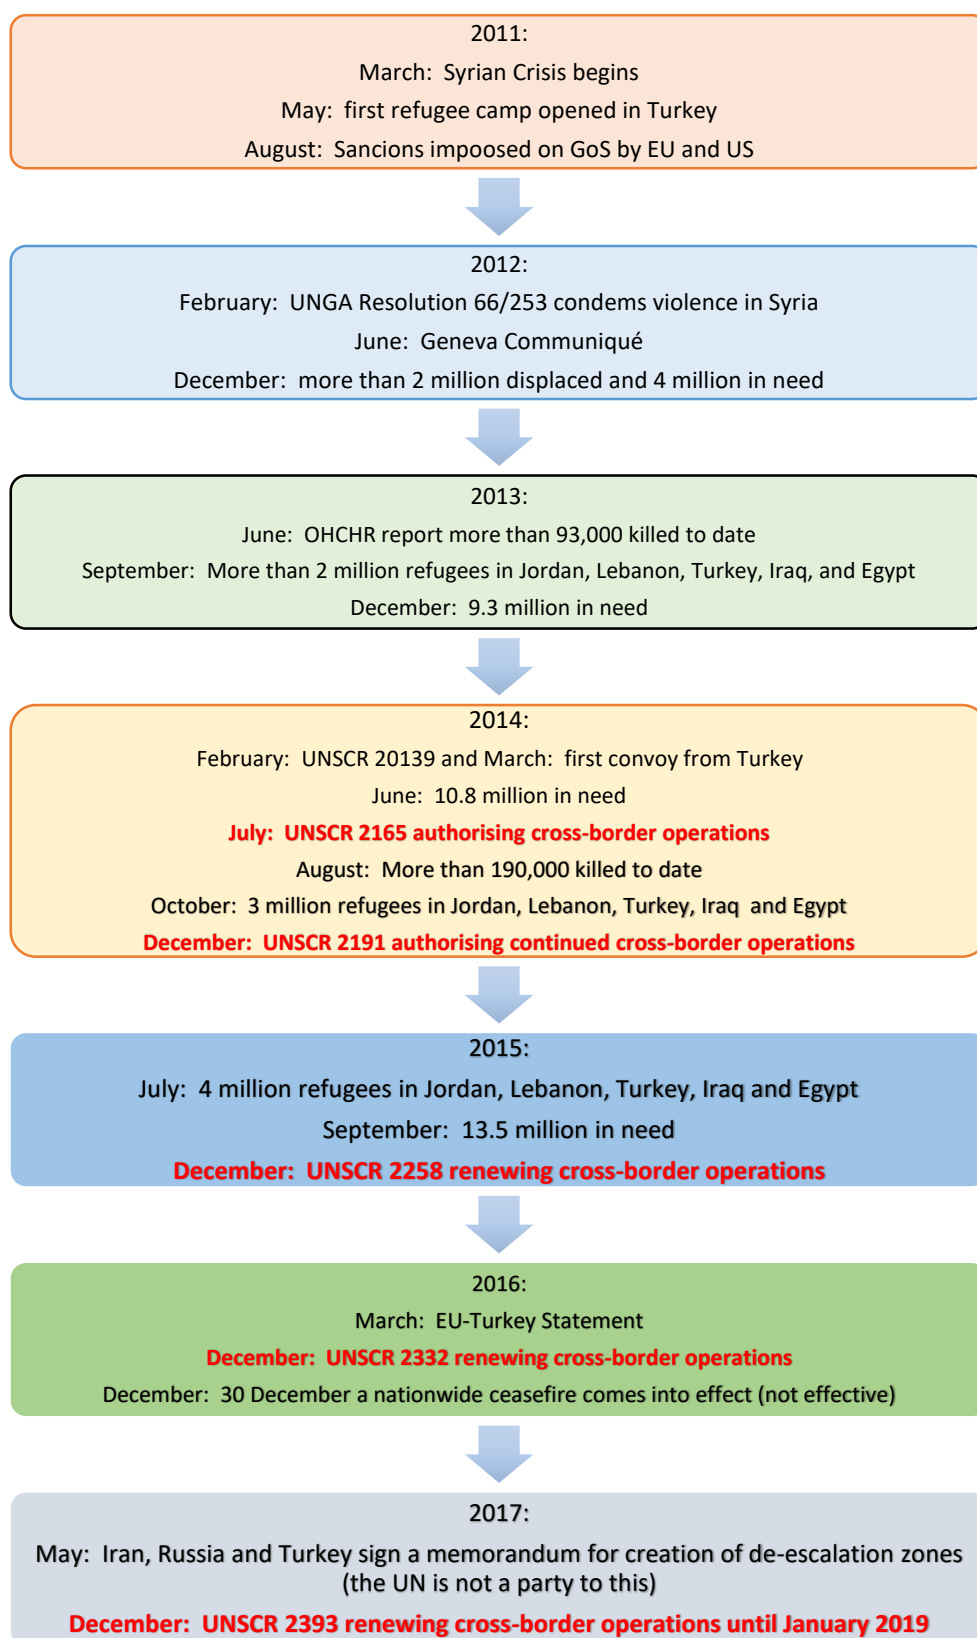 2011:
March: Syrian Crisis begins
May: first refugee camp opened in Turkey
August: Sancions impoosed on GoS by EU and US
2012:
February: UNGA Resolution 66/253 condems violence in Syria
June: Geneva Communiqué
December: more than 2 million displaced and 4 million in need
2013:
June: OHCHR report more than 93,000 killed to date
September: More than 2 million refugees in Jordan, Lebanon, Turkey, Iraq, and Egypt
December: 9.3 million in need
2014:
February: UNSCR 20139 and March: first convoy from Turkey
June: 10.8 million in need
July: UNSCR 2165 authorising cross-border operations
August: More than 190,000 killed to date
October: 3 million refugees in Jordan, Lebanon, Turkey, Iraq and Egypt
December: UNSCR 2191 authorising continued cross-border operations
2015:
July: 4 million refugees in Jordan, Lebanon, Turkey, Iraq and Egypt
September: 13.5 million in need
December: UNSCR 2258 renewing cross-border operations
2016:
March: EU-Turkey Statement
December: UNSCR 2332 renewing cross-border operations
December: 30 December a nationwide ceasefire comes into effect (not effective)
2017:
May: Iran, Russia and Turkey sign a memorandum for creation of de-escalation zones
(the UN is not a party to this)
December: UNSCR 2393 renewing cross-border operations until January 2019